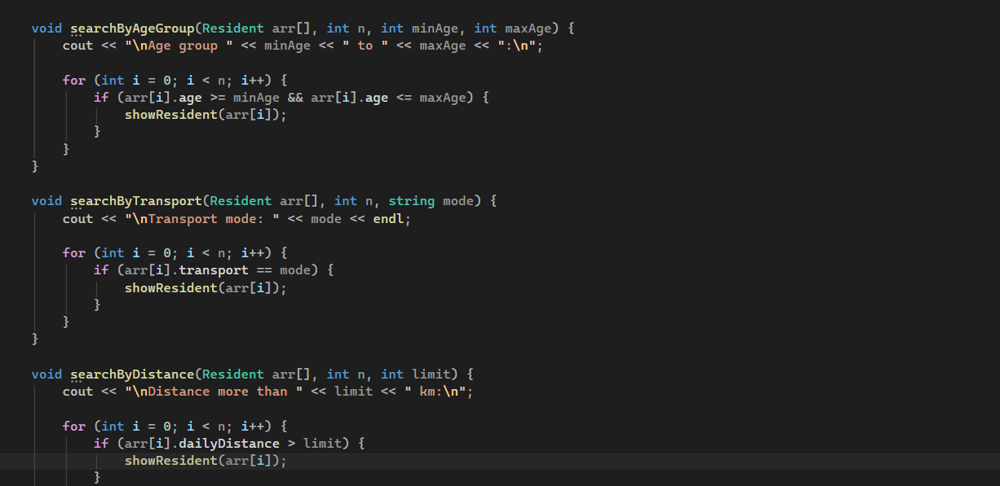 void searchByAgeGroup(Resident arr[], int n, int minAge, int maxAge) {
    cout << "\nAge group " << minAge << " to " << maxAge << ":\n";

    for (int i = 0; i < n; i++) {
        if (arr[i].age >= minAge && arr[i].age <= maxAge) {
            showResident(arr[i]);
        }
    }
}

void searchByTransport(Resident arr[], int n, string mode) {
    cout << "\nTransport mode: " << mode << endl;

    for (int i = 0; i < n; i++) {
        if (arr[i].transport == mode) {
            showResident(arr[i]);
        }
    }
}

void searchByDistance(Resident arr[], int n, int limit) {
    cout << "\nDistance more than " << limit << " km:\n";

    for (int i = 0; i < n; i++) {
        if (arr[i].dailyDistance > limit) {
            showResident(arr[i]);
        }